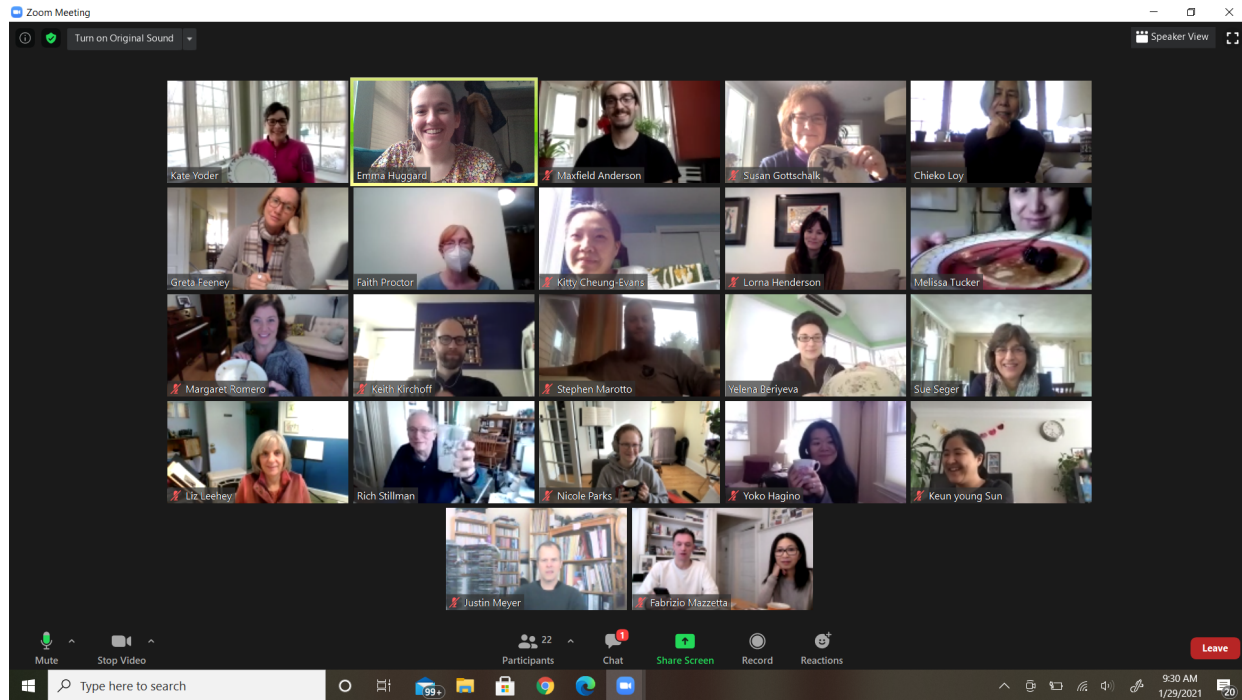 Zoom Meeting
Turn on Original Sound
Speaker View
Kate Yoder
Emma Huggard
Maxfield Anderson
Susan Gottschalk
Chieko Loy
Greta Feeney
Faith Proctor
Kitty Cheung-Evans
Lorna Henderson
Melissa Tucker
Margaret Romero
Keith Kirchoff
Stephen Marotto
Yelena Beriyeva
Sue Seger
Liz Leehey
Rich Stillman
Nicole Parks
Yoko Hagino
Keun young Sun
Justin Meyer
Fabrizio Mazzetta
22
1
Mute
Stop Video
Participants
Chat
Share Screen
Record
Reactions
Leave
Type here to search
99+
9:30 AM
1/29/2021
20